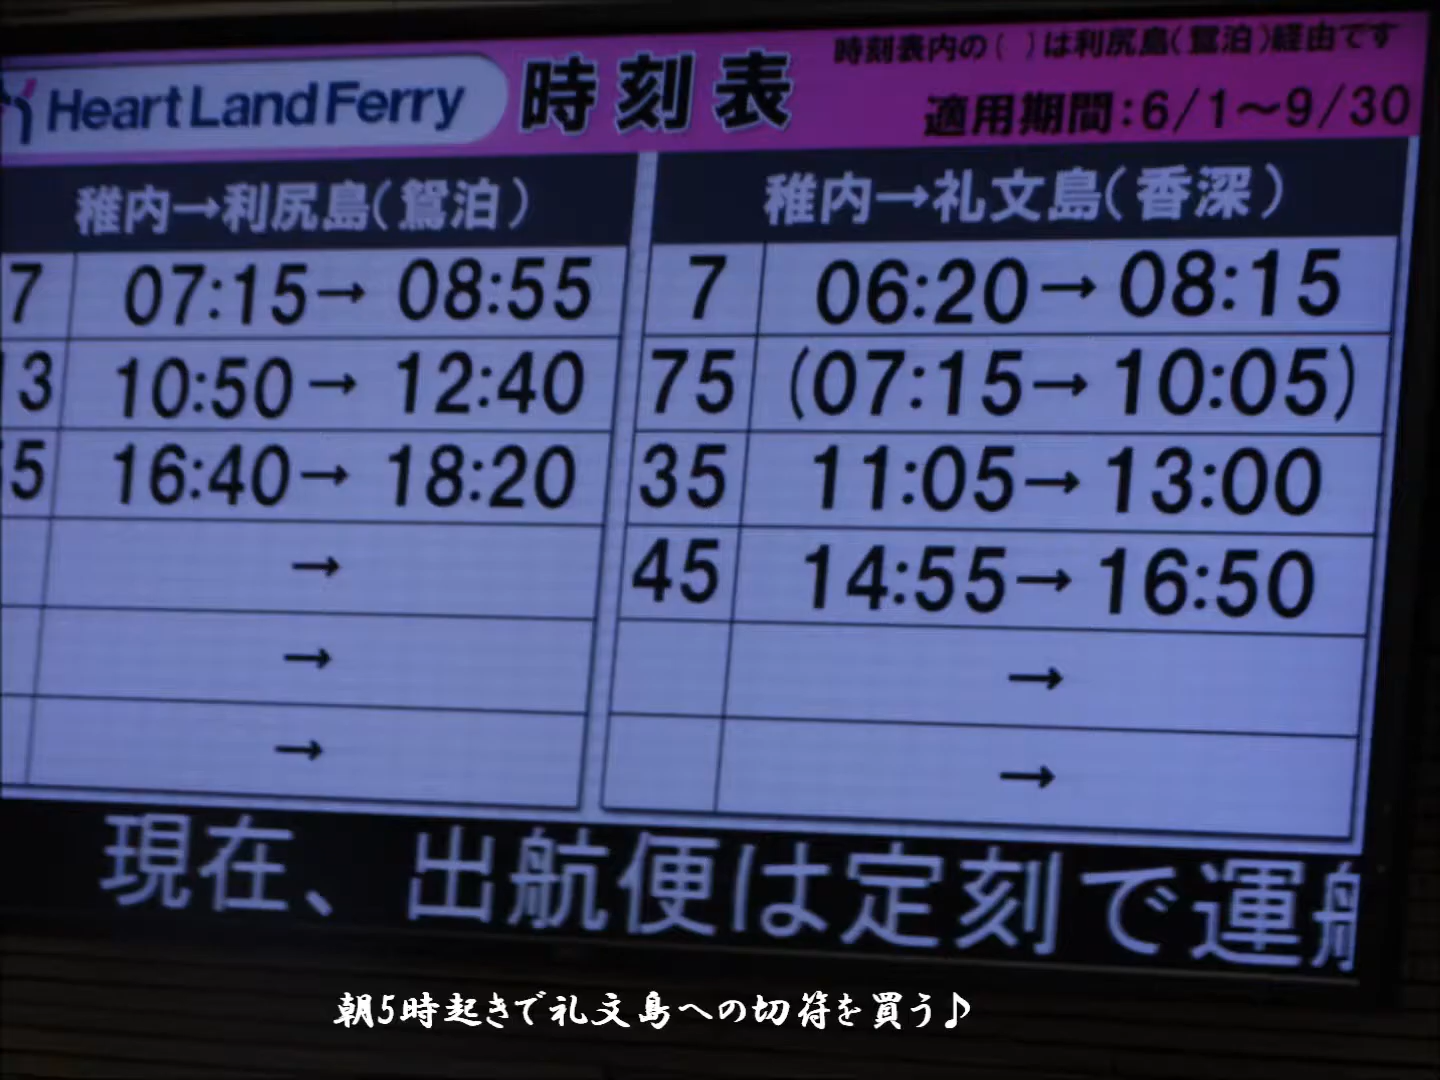 Heart Land Ferry
時刻表
時刻表内の( )は利尻島(鴛泊)経由です
適用期間:6/1～9/30
稚内→利尻島(鴛泊)
7 07:15→ 08:55
13 10:50→ 12:40
5 16:40→ 18:20
→
→
→
稚内→礼文島(香深)
7 06:20→ 08:15
75 (07:15→ 10:05)
35 11:05→ 13:00
45 14:55→ 16:50
→
→
現在、出航便は定刻で運航
朝5時起きで礼文島への切符を買う♪